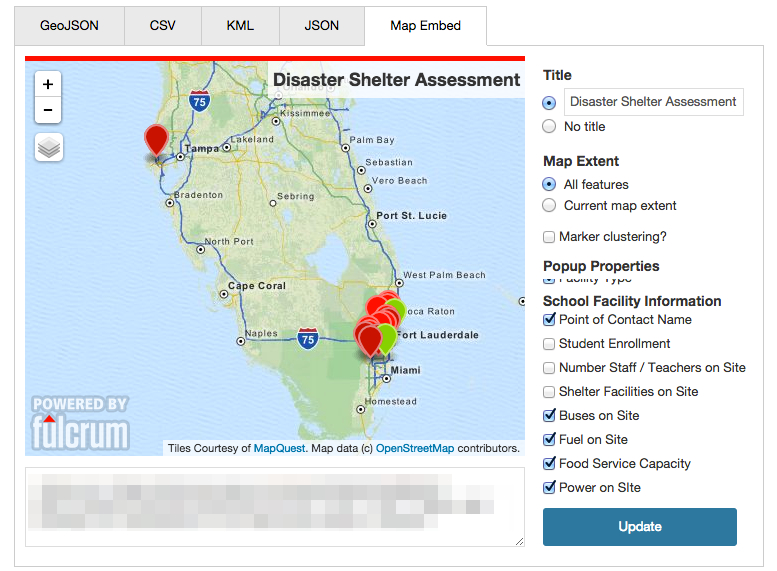 GeoJSON
CSV
KML
JSON
Map Embed
+
−
Disaster Shelter Assessment
75
Kissimmee
Lakeland
Tampa
Palm Bay
Sebastian
Vero Beach
Bradenton
Sebring
Port St. Lucie
North Port
West Palm Beach
Cape Coral
oca Raton
Naples
75
Fort Lauderdale
Miami
Homestead
POWERED BY
fulcrum
Tiles Courtesy of MapQuest. Map data (c) OpenStreetMap contributors.
Title
Disaster Shelter Assessment
No title
Map Extent
All features
Current map extent
Marker clustering?
Popup Properties
Facility Type
School Facility Information
Point of Contact Name
Student Enrollment
Number Staff / Teachers on Site
Shelter Facilities on Site
Buses on Site
Fuel on Site
Food Service Capacity
Power on SIte
Update